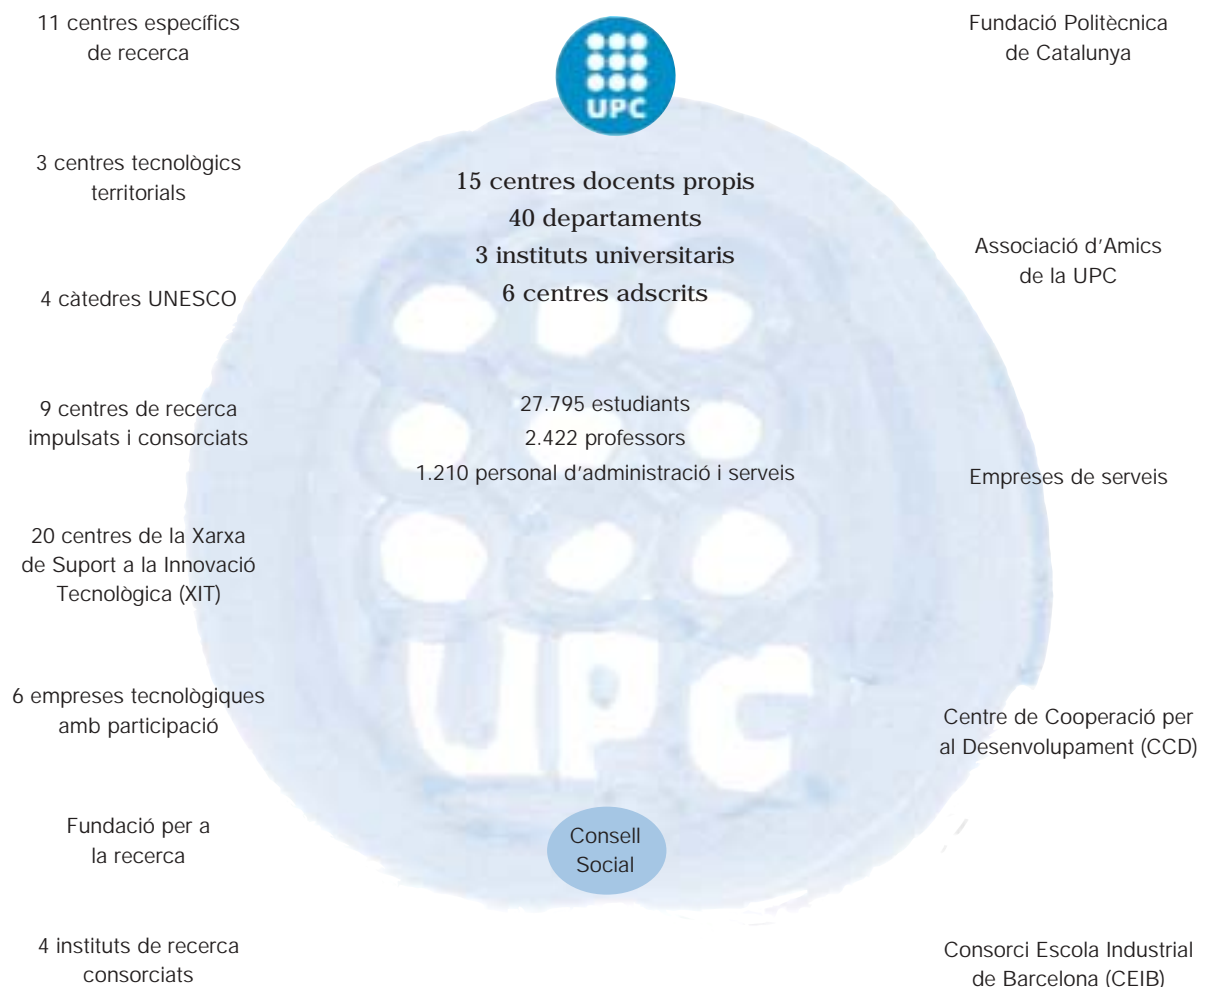 11 centres específics
de recerca
3 centres tecnològics
territorials
4 càtedres UNESCO
9 centres de recerca
impulsats i consorciats
20 centres de la Xarxa
de Suport a la Innovació
Tecnològica (XIT)
6 empreses tecnològiques
amb participació
Fundació per a
la recerca
4 instituts de recerca
consorciats
UPC
15 centres docents propis
40 departaments
3 instituts universitaris
6 centres adscrits
27.795 estudiants
2.422 professors
1.210 personal d'administració i serveis
UPC
Consell
Social
Fundació Politècnica
de Catalunya
Associació d'Amics
de la UPC
Empreses de serveis
Centre de Cooperació per
al Desenvolupament (CCD)
Consorci Escola Industrial
de Barcelona (CEIB)